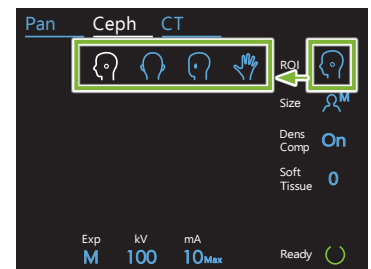 Pan Ceph CT
ROI
Size M
Dens Comp On
Soft Tissue 0
Exp kV mA
M 100 10Max
Ready